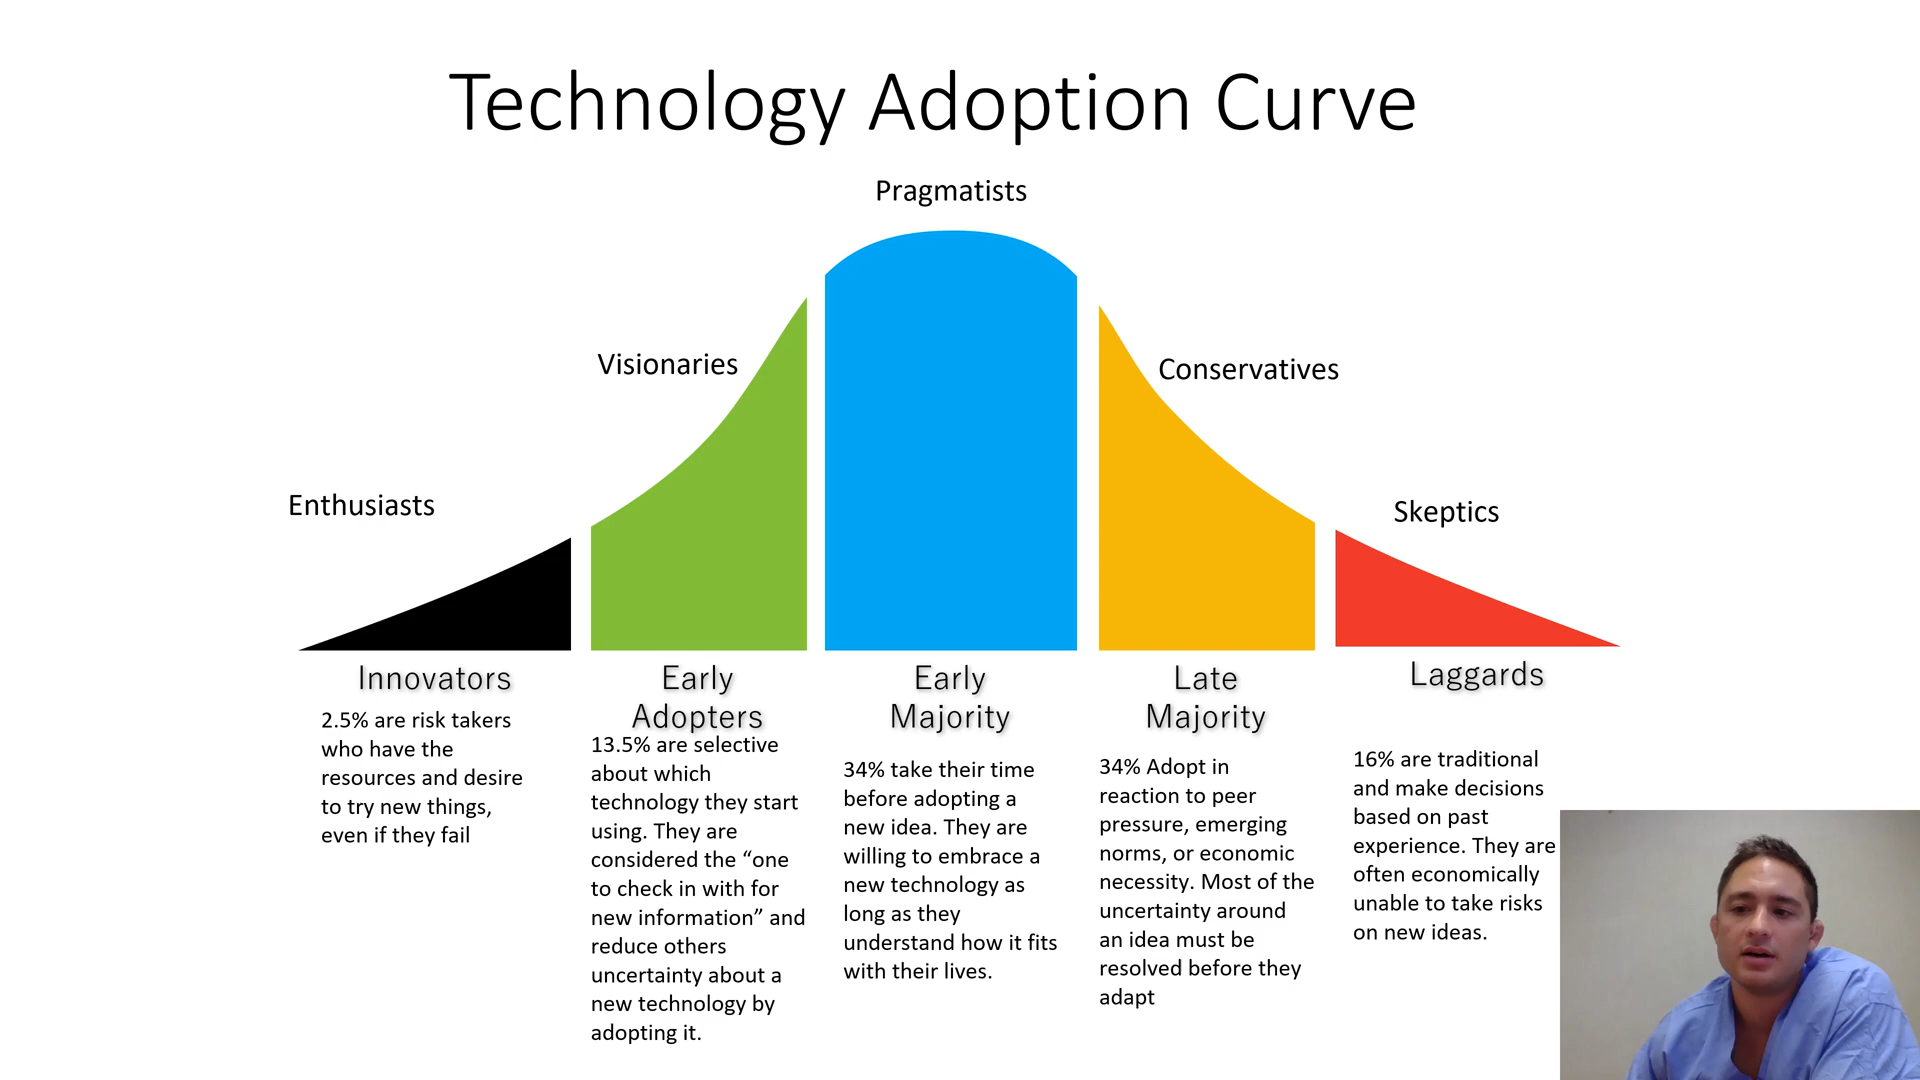 Technology Adoption Curve
Pragmatists
Visionaries
Conservatives
Enthusiasts
Skeptics
Innovators
2.5% are risk takers
who have the
resources and desire
to try new things,
even if they fail
Early
Adopters
13.5% are selective
about which
technology they start
using. They are
considered the “one
to check in with for
new information” and
reduce others
uncertainty about a
new technology by
adopting it.
Early
Majority
34% take their time
before adopting a
new idea. They are
willing to embrace a
new technology as
long as they
understand how it fits
with their lives.
Late
Majority
34% Adopt in
reaction to peer
pressure, emerging
norms, or economic
necessity. Most of the
uncertainty around
an idea must be
resolved before they
adapt
Laggards
16% are traditional
and make decisions
based on past
experience. They are
often economically
unable to take risks
on new ideas.